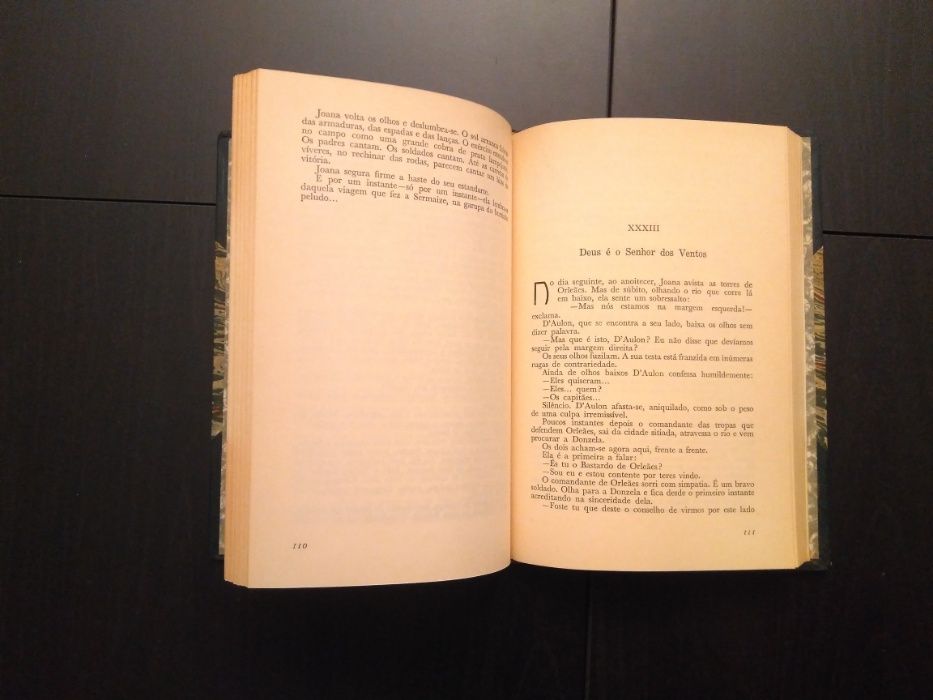 Joana volta os olhos e deslumbra-se. O sol arranca
das armaduras, das espadas e das lanças. O exército
no campo como uma grande cobra de prata
Os padres cantam. Os soldados cantam. Até as
víveres, no rechinar das rodas, parecem cantar um hino de
vitória.
Joana segura firme a haste do seu estandarte.
E por um instante—só por um instante—ela
daquela viagem que fez a Sermaize, na garupa do
peludo...
110
XXXIII
Deus é o Senhor dos Ventos
No dia seguinte, ao anoitecer, Joana avista as torres de
Orleães. Mas de súbito, olhando o rio que corre lá
em baixo, ela sente um sobressalto:
—Mas nós estamos na margem esquerda!—
exclama.
D'Aulon, que se encontra a seu lado, baixa os olhos sem
dizer palavra.
—Mas que é isto, D'Aulon? Eu não disse que devíamos
seguir pela margem direita?
Os seus olhos fuzilam. A sua testa está franzida em inúmeras
rugas de contrariedade.
Ainda de olhos baixos D'Aulon confessa humildemente:
—Eles quiseram...
—Eles... quem?
—Os capitães...
Silêncio. D'Aulon afasta-se, aniquilado, como sob o peso
de uma culpa irremissível.
Poucos instantes depois o comandante das tropas que
defendem Orleães, sai da cidade sitiada, atravessa o rio e vem
procurar a Donzela.
Os dois acham-se agora aqui, frente a frente.
Ela é a primeira a falar:
—És tu o Bastardo de Orleães?
—Sou eu e estou contente por teres vindo.
O comandante de Orleães sorri com simpatia. É um bravo
soldado. Olha para a Donzela e fica desde o primeiro instante
acreditando na sinceridade dela.
—Foste tu que deste o conselho de virmos por este lado
111